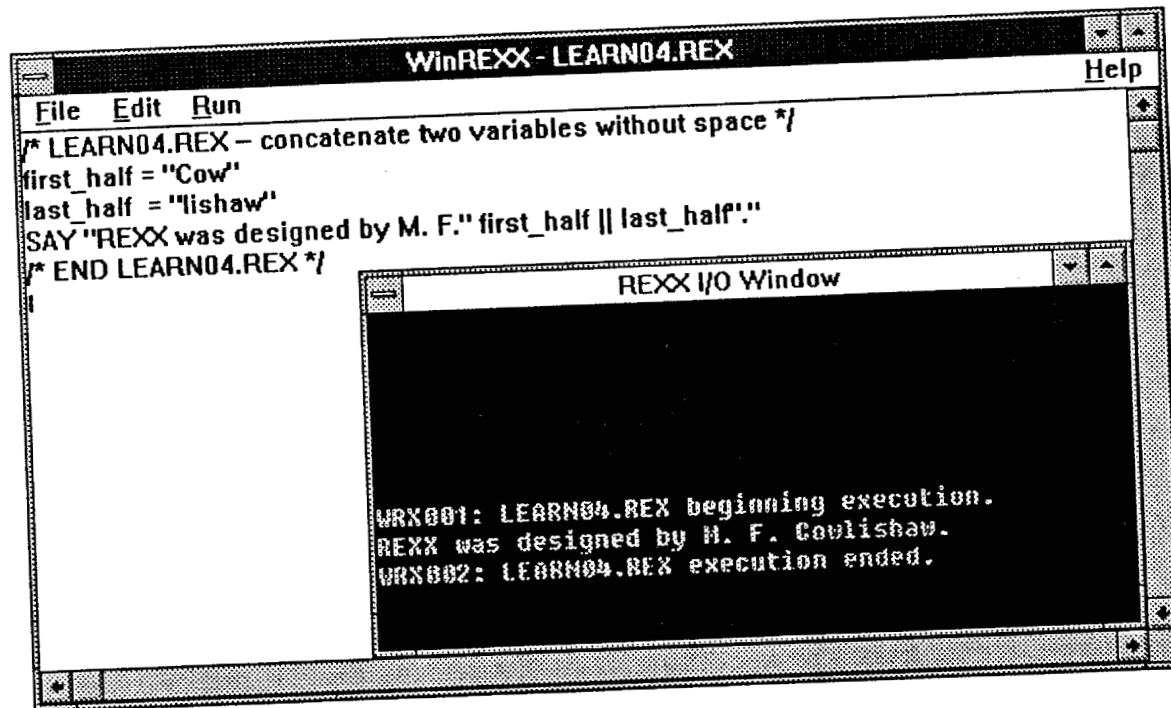 WinREXX - LEARN04.REX
File Edit Run Help
/* LEARN04.REX – concatenate two variables without space */
first_half = "Cow"
last_half = "lishaw"
SAY "REXX was designed by M. F." first_half || last_half"."
/* END LEARN04.REX */
REXX I/O Window
WRX001: LEARN04.REX beginning execution.
REXX was designed by M. F. Cowlishaw.
WRX002: LEARN04.REX execution ended.